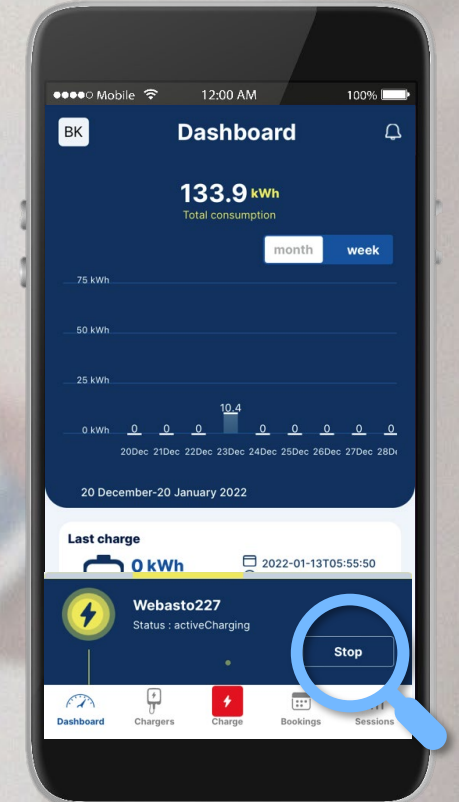 Mobile 12:00 AM 100%
BK Dashboard
133.9 kWh
Total consumption
month week
75 kWh
50 kWh
25 kWh
10.4
0 kWh 0 0 0 0 0 0 0 0
20Dec 21Dec 22Dec 23Dec 24Dec 25Dec 26Dec 27Dec 28De
20 December-20 January 2022
Last charge
0 kWh 2022-01-13T05:55:50
Webasto227
Status : activeCharging
Stop
Dashboard Chargers Charge Bookings Sessions